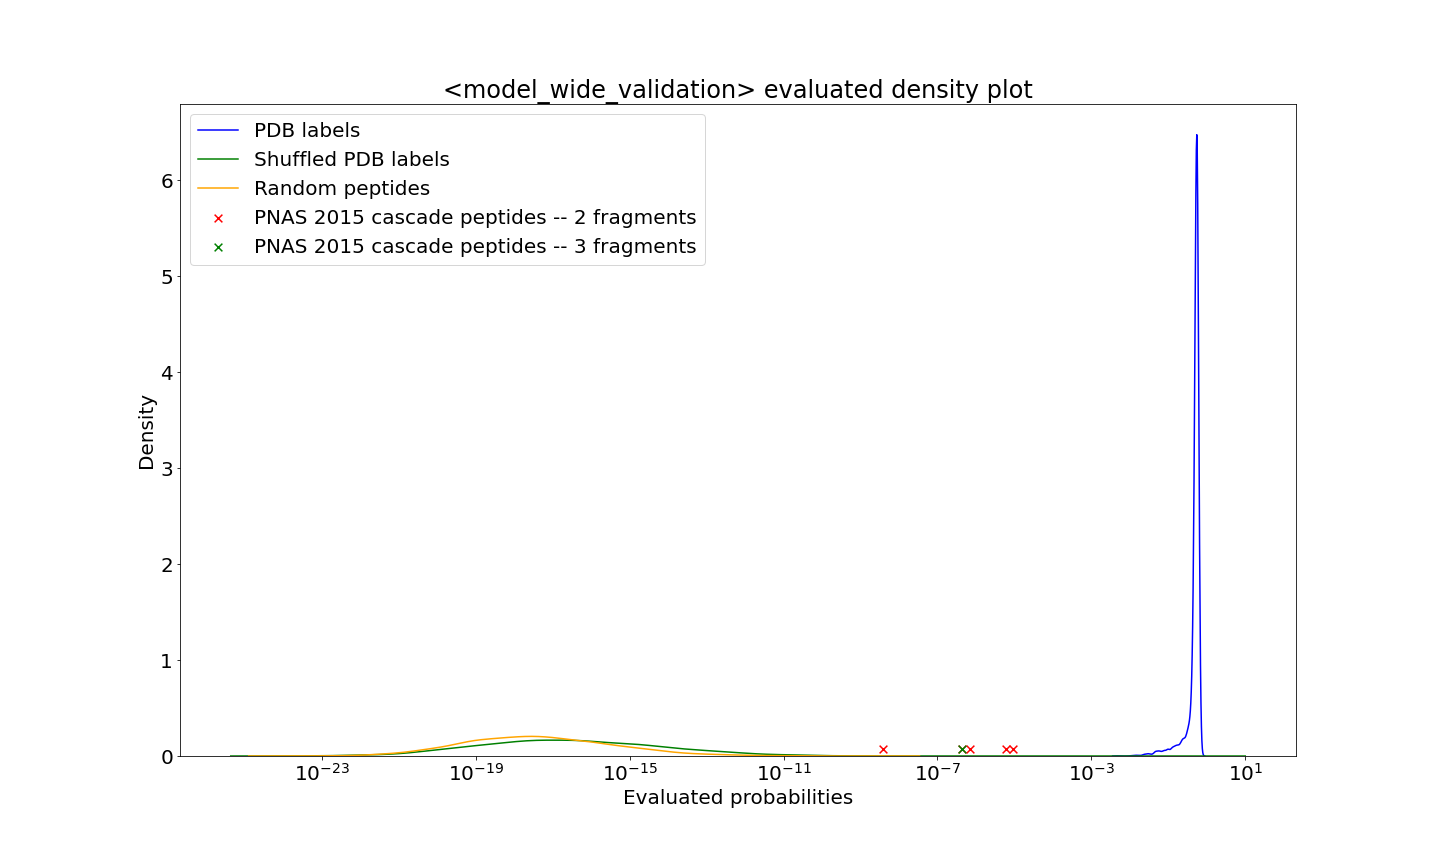 <model_wide_validation> evaluated density plot
PDB labels
Shuffled PDB labels
Random peptides
PNAS 2015 cascade peptides -- 2 fragments
PNAS 2015 cascade peptides -- 3 fragments
Density
6
5
4
3
2
1
0
10⁻²³ 10⁻¹⁹ 10⁻¹⁵ 10⁻¹¹ 10⁻⁷ 10⁻³ 10¹
Evaluated probabilities